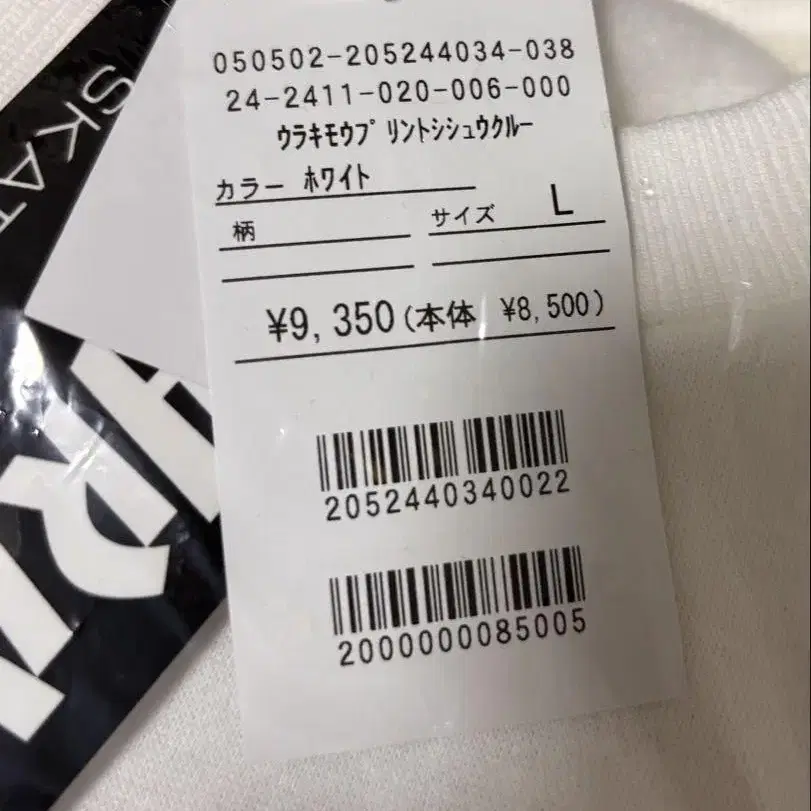 050502-205244034-038
24-2411-020-006-000
ｳﾗｷﾓｳﾌﾟﾘﾝﾄｼｼｭｳｸﾙｰ
カラー ﾎﾜｲﾄ
柄 サイズ L
¥9,350(本体 ¥8,500)
2052440340022
2000000085005
SKAT